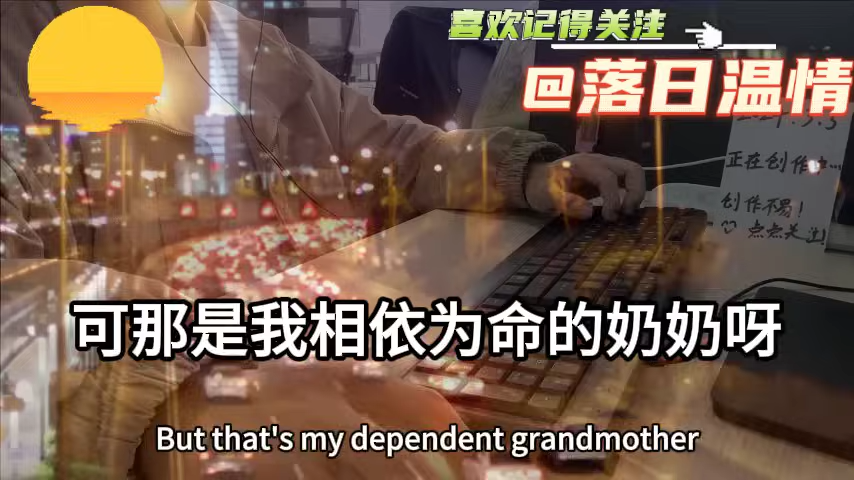 喜欢记得关注
@落日温情
正在创作中...
创作不易!
点点关注!
可那是我相依为命的奶奶呀
But that's my dependent grandmother